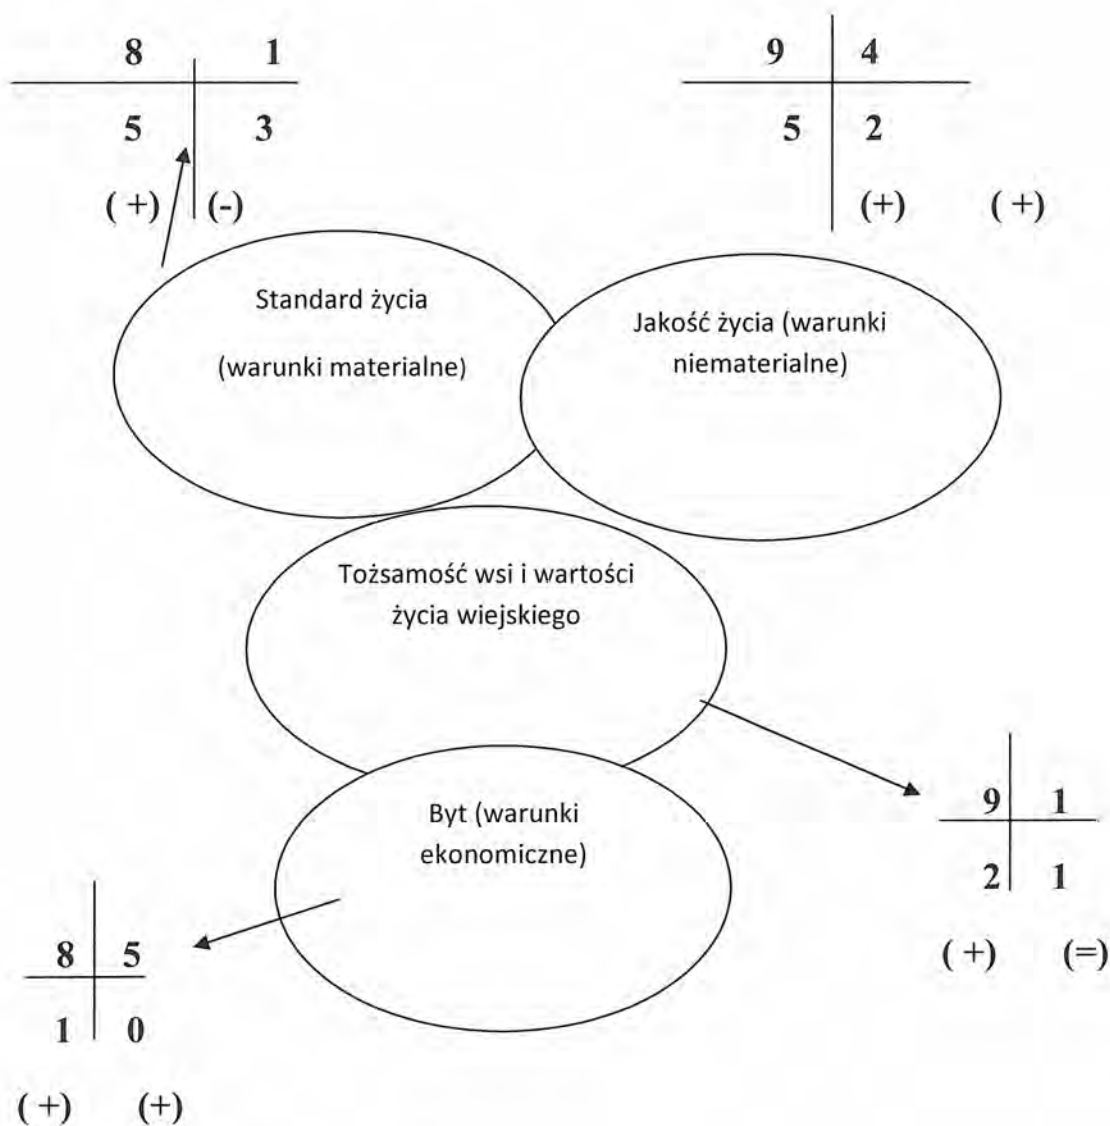 8 1
5 3
( +) (-)
9 4
5 2
(+) ( +)
Standard życia
(warunki materialne)
Jakość życia (warunki
niematerialne)
Tożsamość wsi i wartości
życia wiejskiego
9 1
2 1
( +) (=)
Byt (warunki
ekonomiczne)
8 5
1 0
( +) (+)